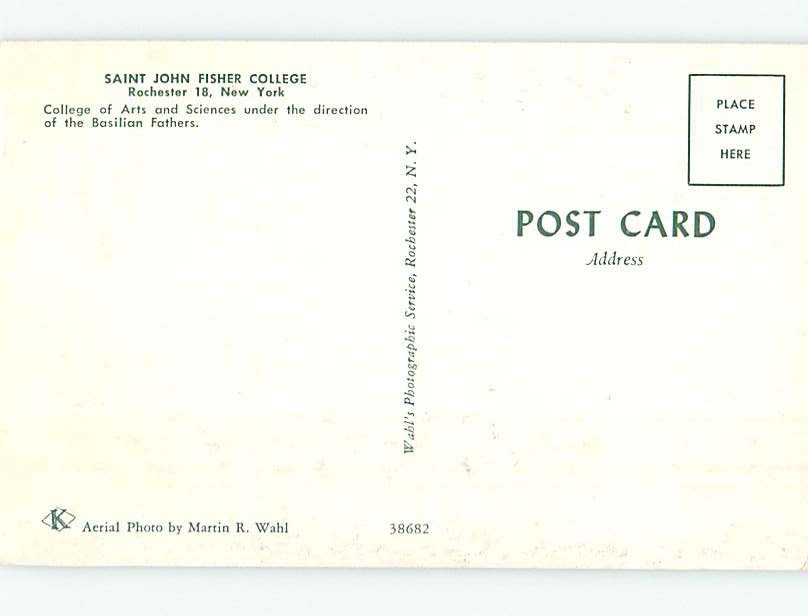 SAINT JOHN FISHER COLLEGE
Rochester 18, New York
College of Arts and Sciences under the direction
of the Basilian Fathers.
Wahl's Photographic Service, Rochester 22, N. Y.
PLACE
STAMP
HERE
POST CARD
Address
K
Aerial Photo by Martin R. Wahl
38682